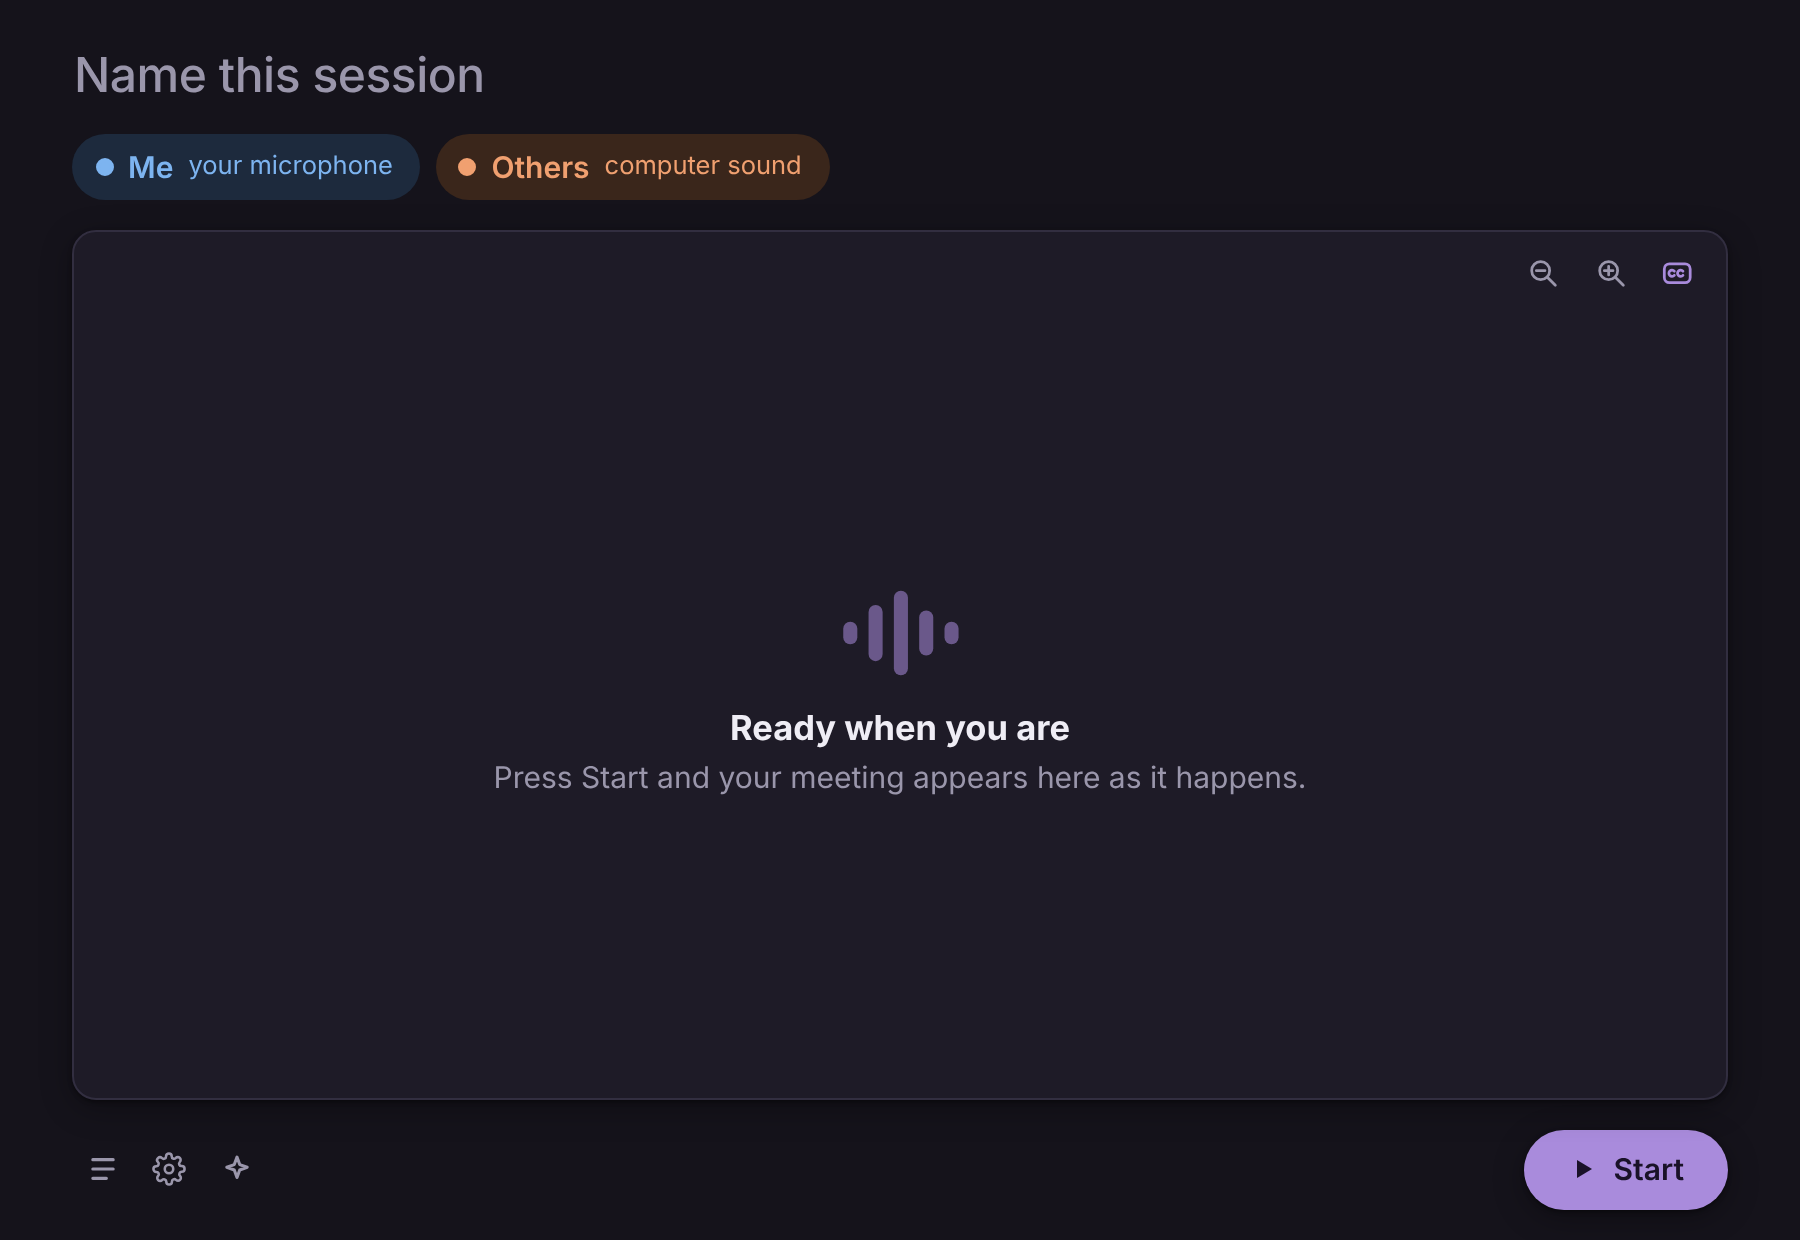 Name this session
Me your microphone Others computer sound
CC
Ready when you are
Press Start and your meeting appears here as it happens.
Start